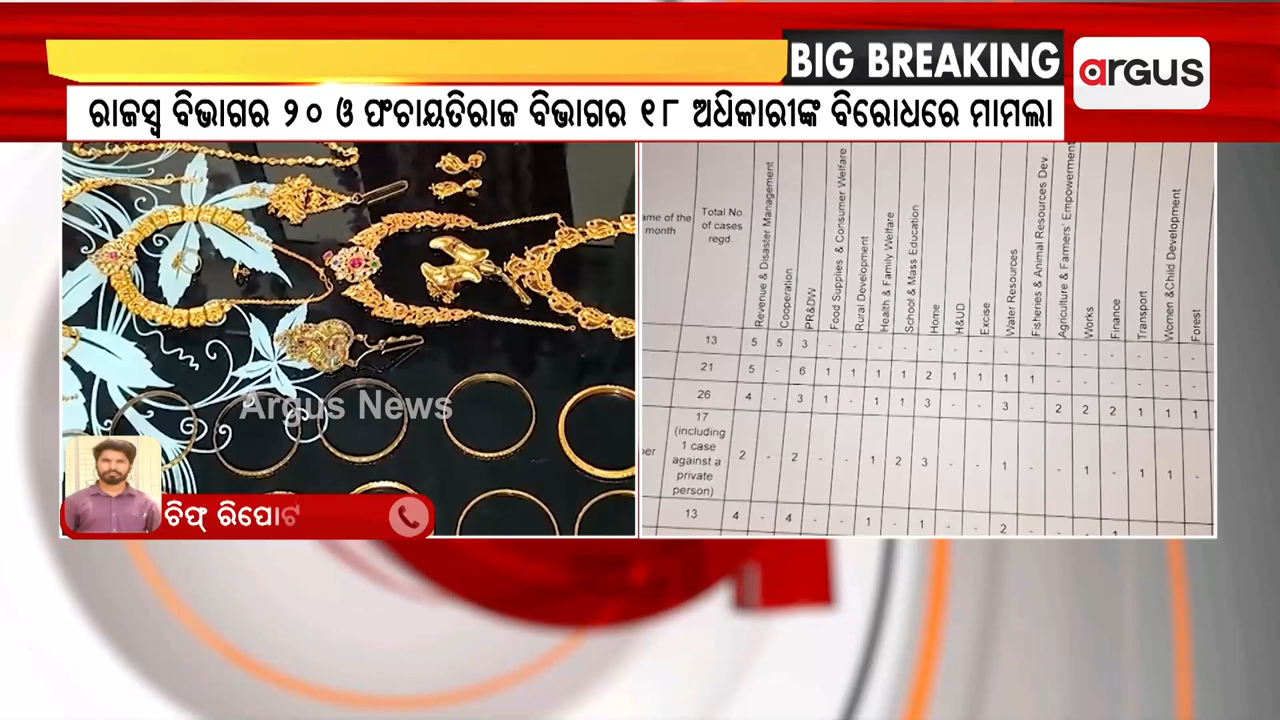 BIG BREAKING
argus
ରାଜସ୍ୱ ବିଭାଗର ୨୦ ଓ ପଂଚାୟତିରାଜ ବିଭାଗର ୧୮ ଅଧିକାରୀଙ୍କ ବିରୋଧରେ ମାମଲା
Argus News
ଚିଫ୍ ରିପୋର୍ଟ
ame of the month
Total No. of cases regd.
Revenue & Disaster Management
Cooperation
PR&DW
Food Supplies & Consumer Welfare
Rural Development
Health & Family Welfare
School & Mass Education
Home
H&UD
Excise
Water Resources
Fisheries & Animal Resources Dev.
Agriculture & Farmers' Empowerment
Works
Finance
Transport
Women &Child Development
Forest
13 5 5 3 - - - - - - - - - - - - - - -
21 5 - 6 1 1 1 1 2 1 1 1 1 - - - - - -
26 4 - 3 1 - 1 1 3 - - 3 - 2 2 2 1 1 1
17
(including
1 case
against a
private
person)
er 2 - 2 - - 1 2 3 - - 1 - - 1 - 1 1 -
13 4 - 4 - - 1 - 1 - - 2 - - - 1